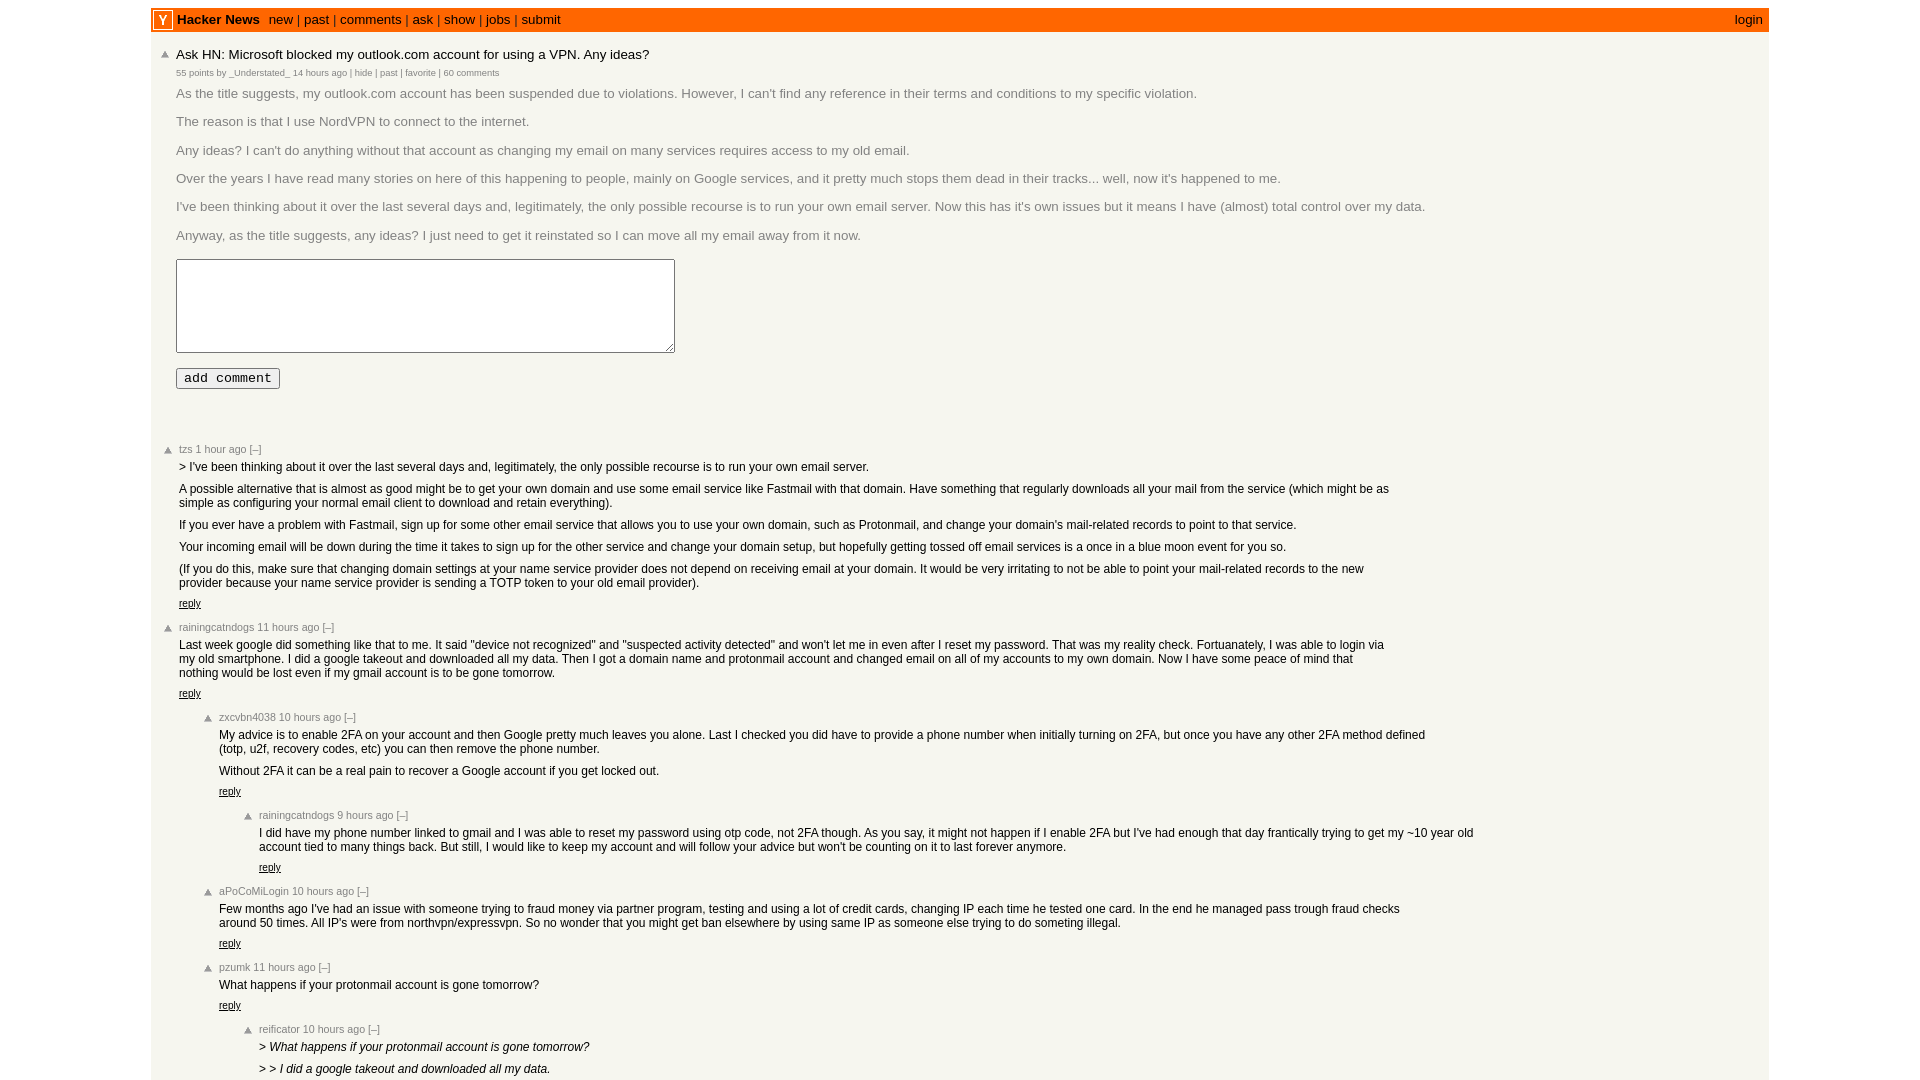 Y Hacker News new | past | comments | ask | show | jobs | submit login
Ask HN: Microsoft blocked my outlook.com account for using a VPN. Any ideas?
55 points by _Understated_ 14 hours ago | hide | past | favorite | 60 comments
As the title suggests, my outlook.com account has been suspended due to violations. However, I can't find any reference in their terms and conditions to my specific violation.
The reason is that I use NordVPN to connect to the internet.
Any ideas? I can't do anything without that account as changing my email on many services requires access to my old email.
Over the years I have read many stories on here of this happening to people, mainly on Google services, and it pretty much stops them dead in their tracks... well, now it's happened to me.
I've been thinking about it over the last several days and, legitimately, the only possible recourse is to run your own email server. Now this has it's own issues but it means I have (almost) total control over my data.
Anyway, as the title suggests, any ideas? I just need to get it reinstated so I can move all my email away from it now.
add comment
tzs 1 hour ago [–]
> I've been thinking about it over the last several days and, legitimately, the only possible recourse is to run your own email server.
A possible alternative that is almost as good might be to get your own domain and use some email service like Fastmail with that domain. Have something that regularly downloads all your mail from the service (which might be as
simple as configuring your normal email client to download and retain everything).
If you ever have a problem with Fastmail, sign up for some other email service that allows you to use your own domain, such as Protonmail, and change your domain's mail-related records to point to that service.
Your incoming email will be down during the time it takes to sign up for the other service and change your domain setup, but hopefully getting tossed off email services is a once in a blue moon event for you so.
(If you do this, make sure that changing domain settings at your name service provider does not depend on receiving email at your domain. It would be very irritating to not be able to point your mail-related records to the new
provider because your name service provider is sending a TOTP token to your old email provider).
reply
rainingcatndogs 11 hours ago [–]
Last week google did something like that to me. It said "device not recognized" and "suspected activity detected" and won't let me in even after I reset my password. That was my reality check. Fortuanately, I was able to login via
my old smartphone. I did a google takeout and downloaded all my data. Then I got a domain name and protonmail account and changed email on all of my accounts to my own domain. Now I have some peace of mind that
nothing would be lost even if my gmail account is to be gone tomorrow.
reply
zxcvbn4038 10 hours ago [–]
My advice is to enable 2FA on your account and then Google pretty much leaves you alone. Last I checked you did have to provide a phone number when initially turning on 2FA, but once you have any other 2FA method defined
(totp, u2f, recovery codes, etc) you can then remove the phone number.
Without 2FA it can be a real pain to recover a Google account if you get locked out.
reply
rainingcatndogs 9 hours ago [–]
I did have my phone number linked to gmail and I was able to reset my password using otp code, not 2FA though. As you say, it might not happen if I enable 2FA but I've had enough that day frantically trying to get my ~10 year old
account tied to many things back. But still, I would like to keep my account and will follow your advice but won't be counting on it to last forever anymore.
reply
aPoCoMiLogin 10 hours ago [–]
Few months ago I've had an issue with someone trying to fraud money via partner program, testing and using a lot of credit cards, changing IP each time he tested one card. In the end he managed pass trough fraud checks
around 50 times. All IP's were from northvpn/expressvpn. So no wonder that you might get ban elsewhere by using same IP as someone else trying to do someting illegal.
reply
pzumk 11 hours ago [–]
What happens if your protonmail account is gone tomorrow?
reply
reificator 10 hours ago [–]
> What happens if your protonmail account is gone tomorrow?
> > I did a google takeout and downloaded all my data.